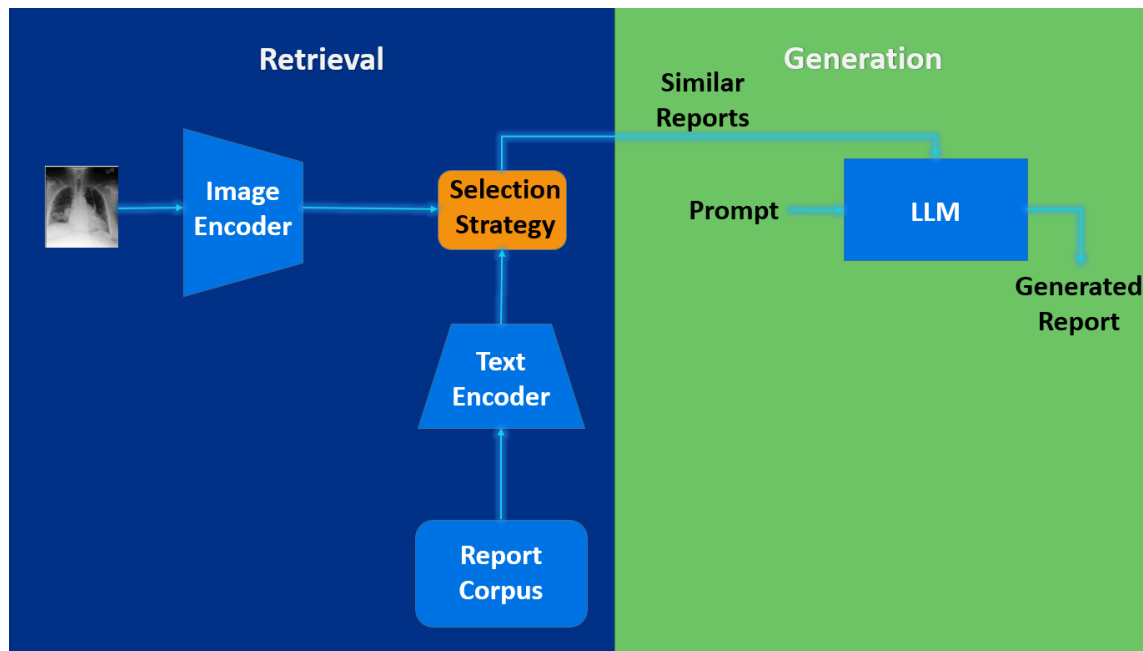 Retrieval
Generation
Similar
Reports
Image
Encoder
Selection
Strategy
Prompt
LLM
Generated
Report
Text
Encoder
Report
Corpus